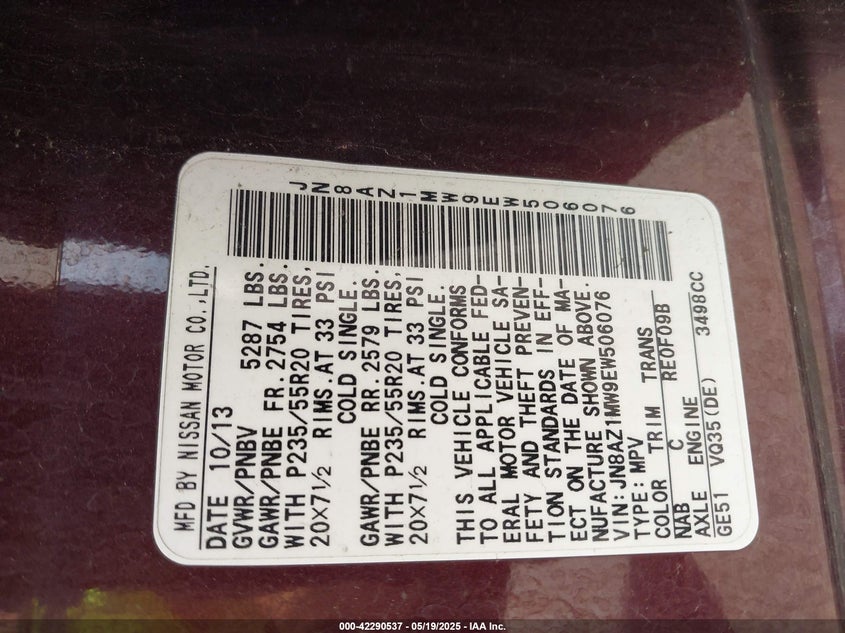 MFD BY NISSAN MOTOR CO.,LTD.
DATE 10/13
GVWR/PNBV 5287 LBS.
GAWR/PNBE FR. 2754 LBS.
WITH P235/55R20 TIRES,
20X7 1/2 RIMS.AT 33 PSI
COLD SINGLE.
GAWR/PNBE RR. 2579 LBS.
WITH P235/55R20 TIRES,
20X7 1/2 RIMS.AT 33 PSI
COLD SINGLE.
THIS VEHICLE CONFORMS
TO ALL APPLICABLE FED-
ERAL MOTOR VEHICLE SA-
FETY AND THEFT PREVEN-
TION STANDARDS IN EFF-
ECT ON THE DATE OF MA-
NUFACTURE SHOWN ABOVE.
VIN: JN8AZ1MW9EW506076
TYPE: MPV
COLOR TRIM TRANS
NAB C RE0F09B
AXLE ENGINE
GE51 VQ35(DE) 3498CC
JN8AZ1MW9EW506076
000-42290537 - 05/19/2025 - IAA Inc.